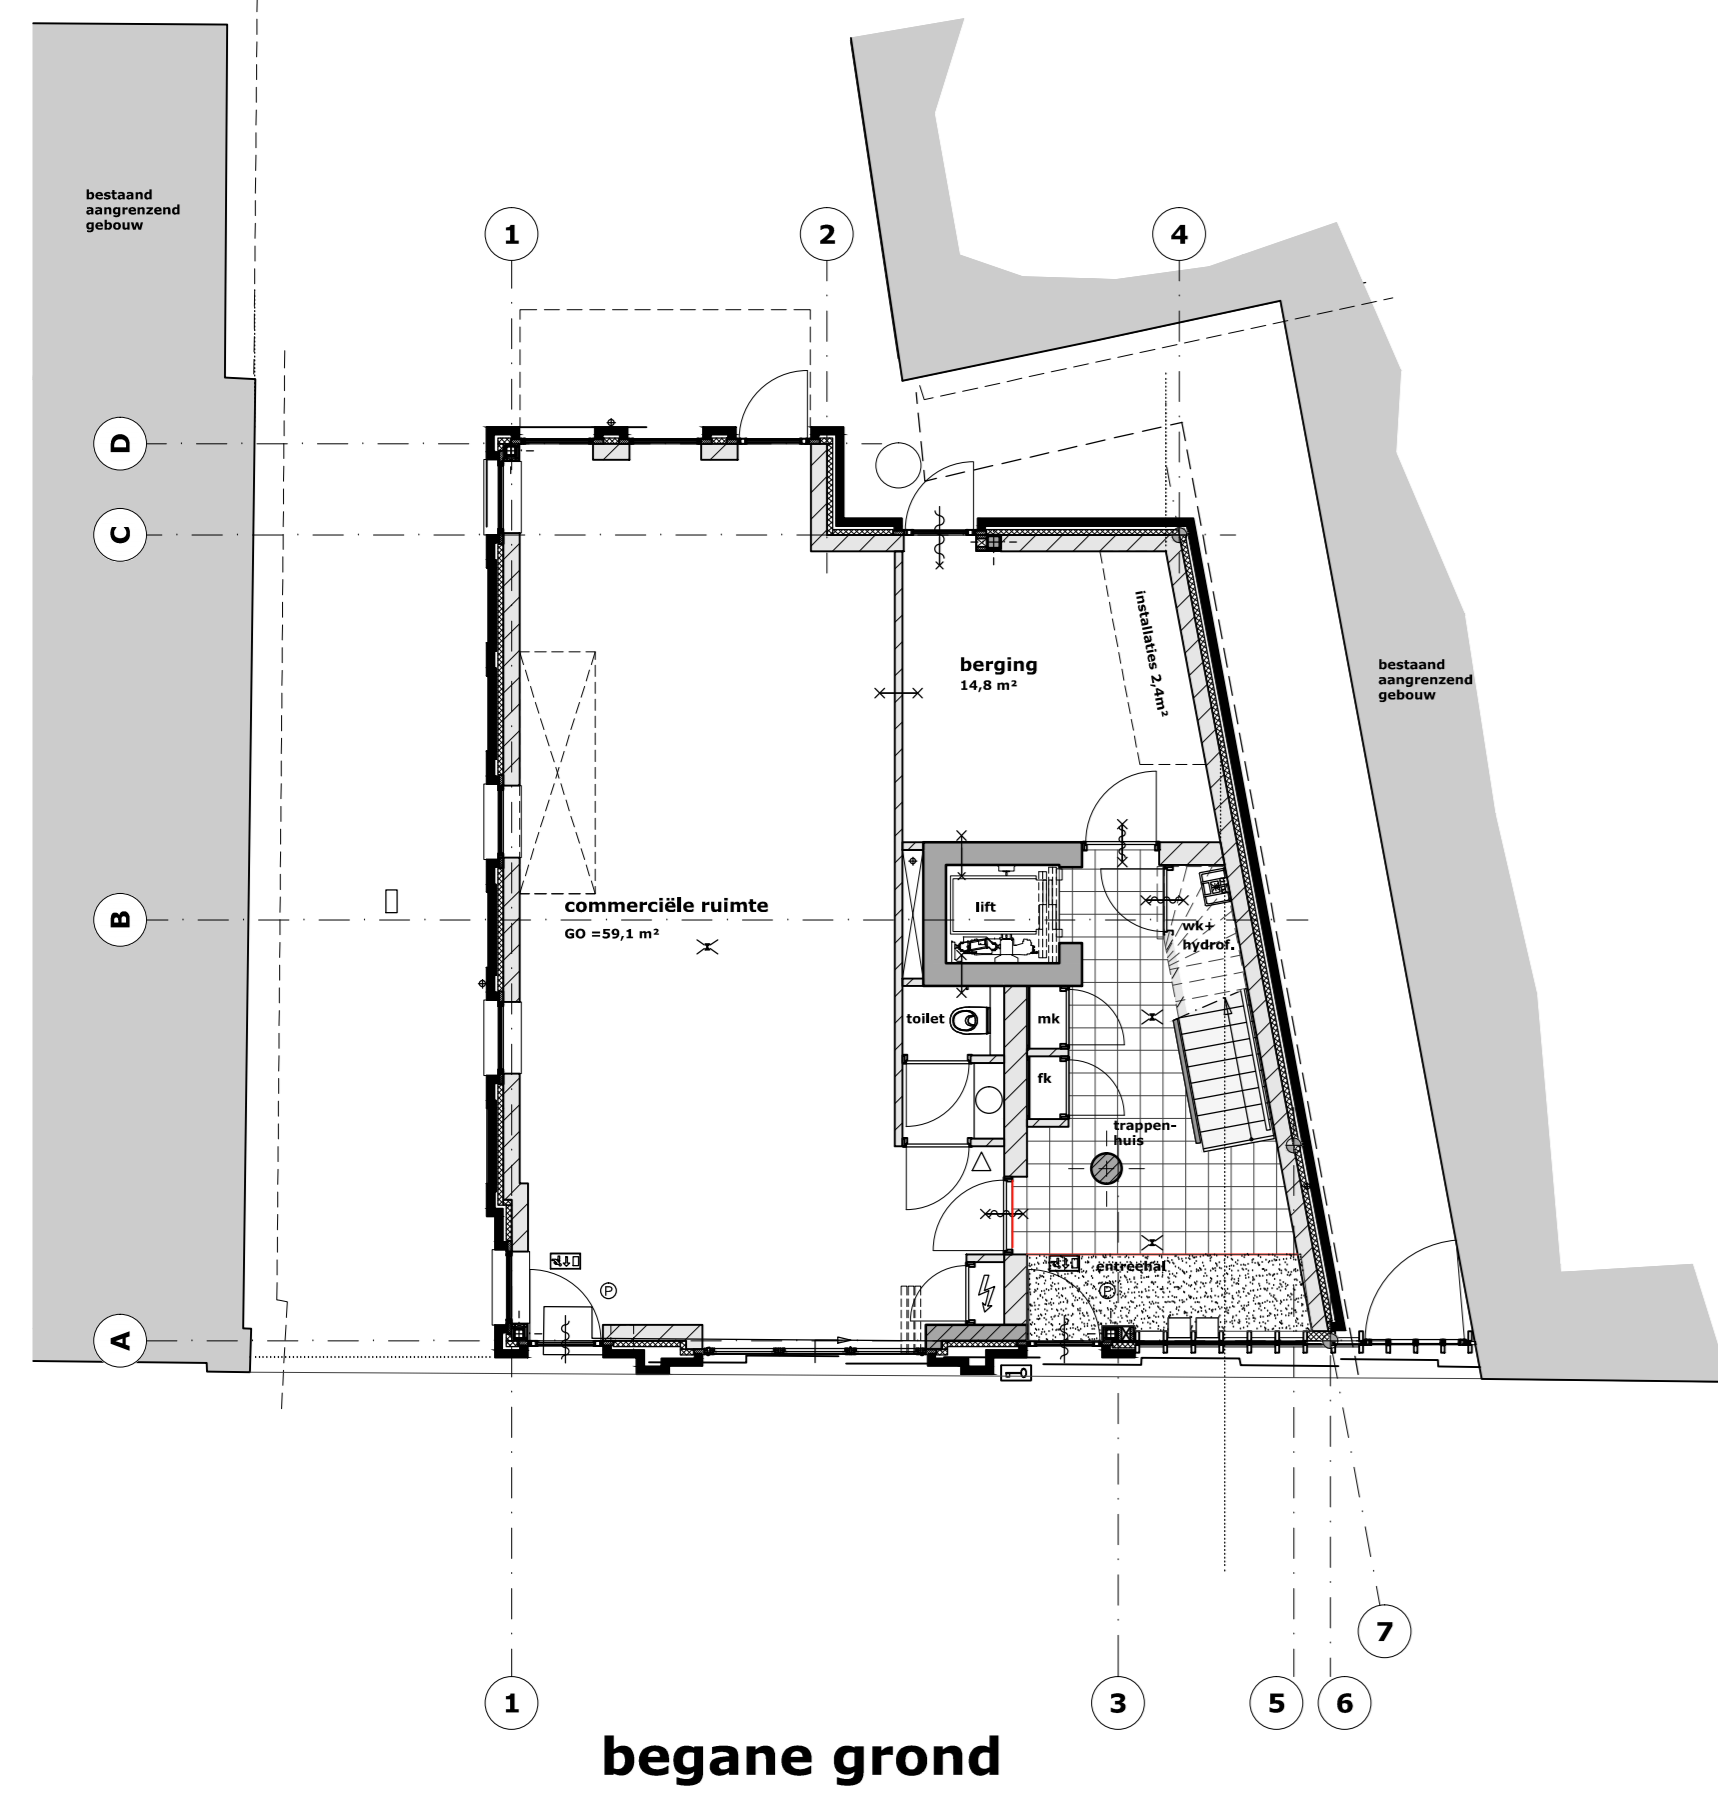 bestaand
aangrenzend
gebouw
1
2
4
D
C
installaties 2,4m²
berging
14,8 m²
bestaand
aangrenzend
gebouw
B
commerciële ruimte
GO =59,1 m²
lift
wk+
hydrof.
toilet
mk
fk
trappen-
huis
entreehal
P
P
A
7
1
3
5
6
begane grond